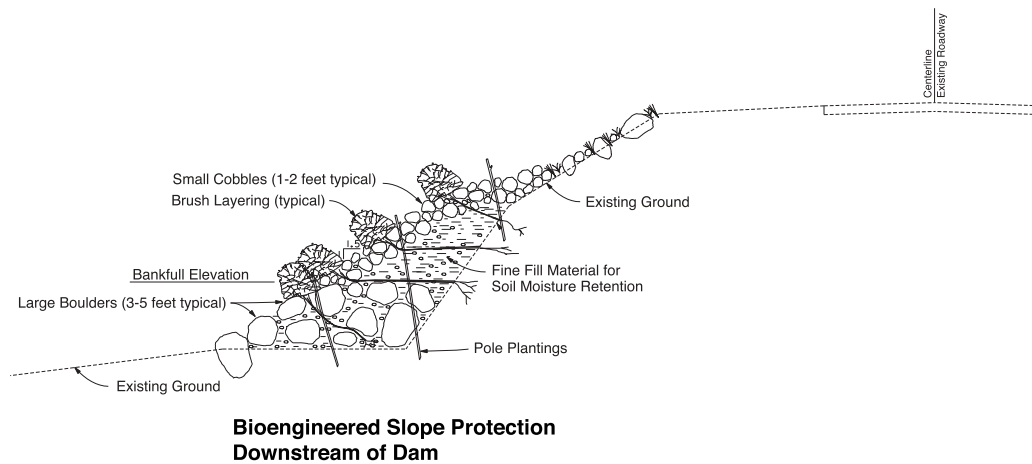 Centerline
Existing Roadway
Small Cobbles (1-2 feet typical)
Brush Layering (typical)
Existing Ground
1.5
Bankfull Elevation
Fine Fill Material for
Soil Moisture Retention
Large Boulders (3-5 feet typical)
Pole Plantings
Existing Ground
Bioengineered Slope Protection
Downstream of Dam